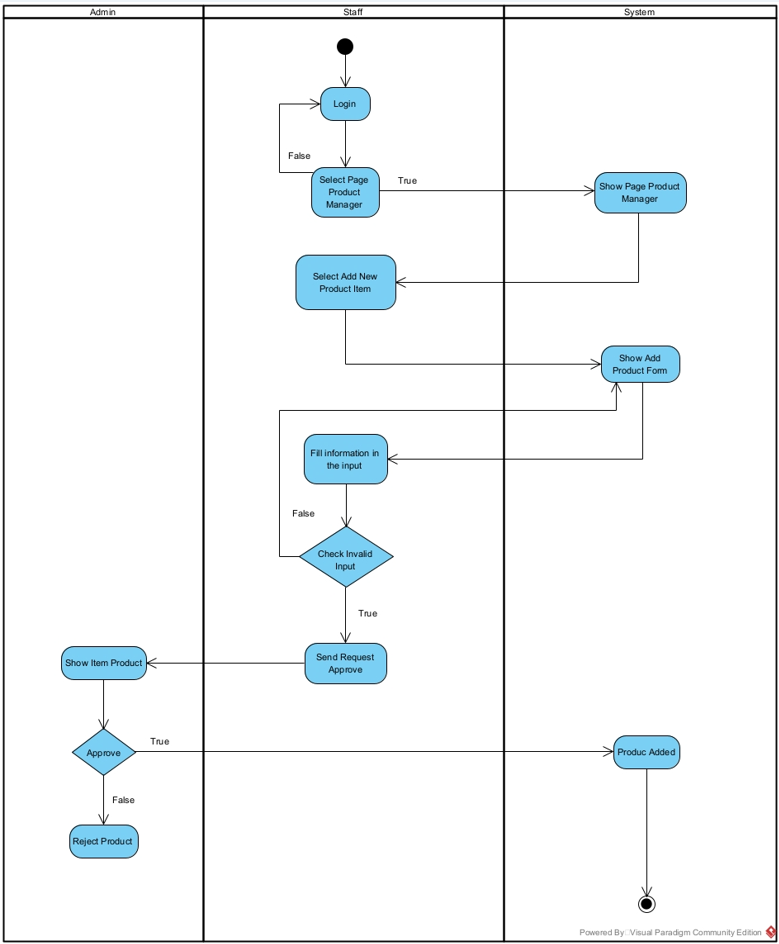 Admin
Staff
System
Login
False
Select Page
Product
Manager
True
Show Page Product
Manager
Select Add New
Product Item
Show Add
Product Form
Fill information in
the input
False
Check Invalid
Input
True
Send Request
Approve
Show Item Product
True
Approve
Produc Added
False
Reject Product
Powered By Visual Paradigm Community Edition